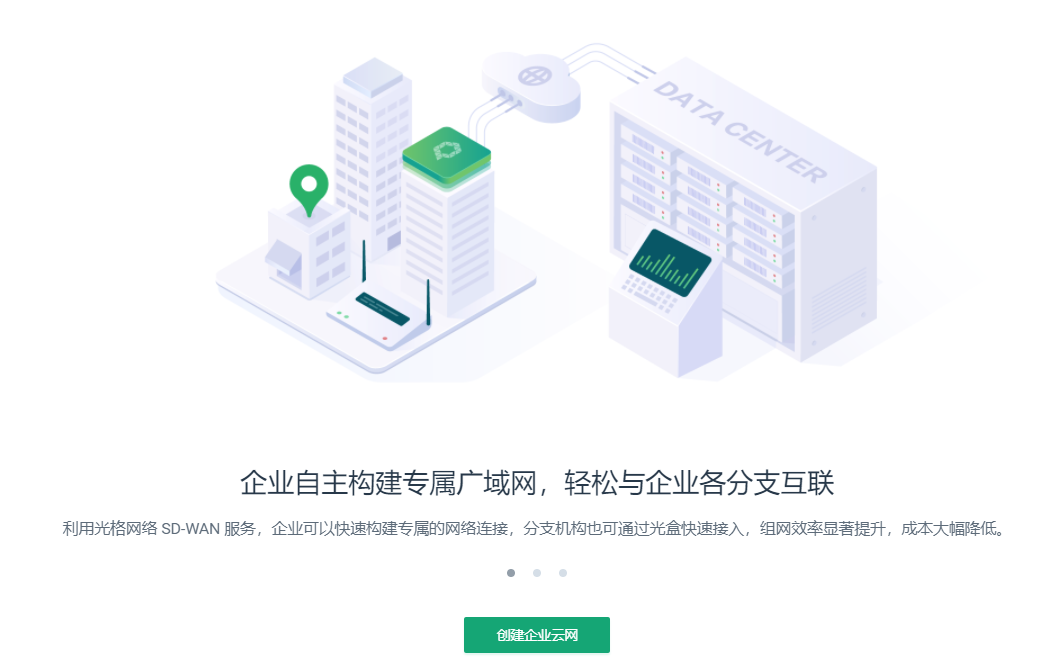 DATA CENTER
企业自主构建专属广域网，轻松与企业各分支互联
利用光格网络 SD-WAN 服务，企业可以快速构建专属的网络连接，分支机构也可通过光盒快速接入，组网效率显著提升，成本大幅降低。
创建企业云网